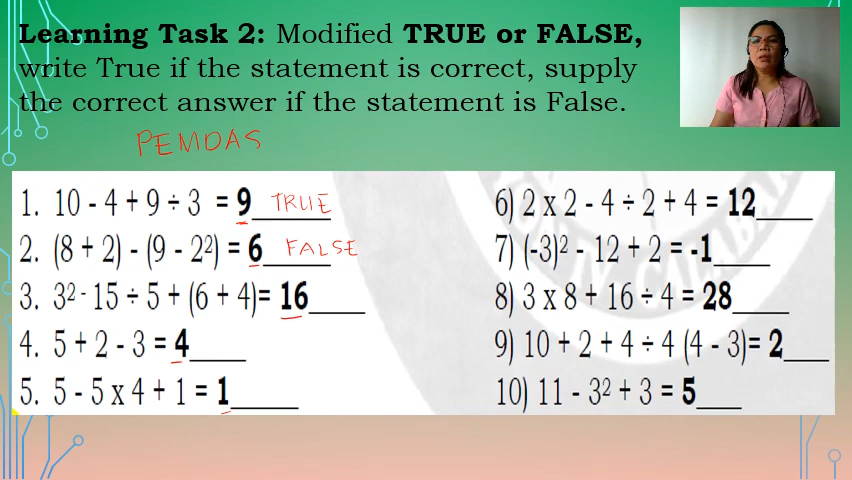 Learning Task 2: Modified TRUE or FALSE,
write True if the statement is correct, supply
the correct answer if the statement is False.
PEMDAS
1. 10 - 4 + 9 ÷ 3 = 9 TRUE
2. (8 + 2) - (9 - 2²) = 6 FALSE
3. 3² - 15 ÷ 5 + (6 + 4)= 16
4. 5 + 2 - 3 = 4
5. 5 - 5 x 4 + 1 = 1
6) 2 x 2 - 4 ÷ 2 + 4 = 12
7) (-3)² - 12 + 2 = -1
8) 3 x 8 + 16 ÷ 4 = 28
9) 10 + 2 + 4 ÷ 4 (4 - 3)= 2
10) 11 - 3² + 3 = 5